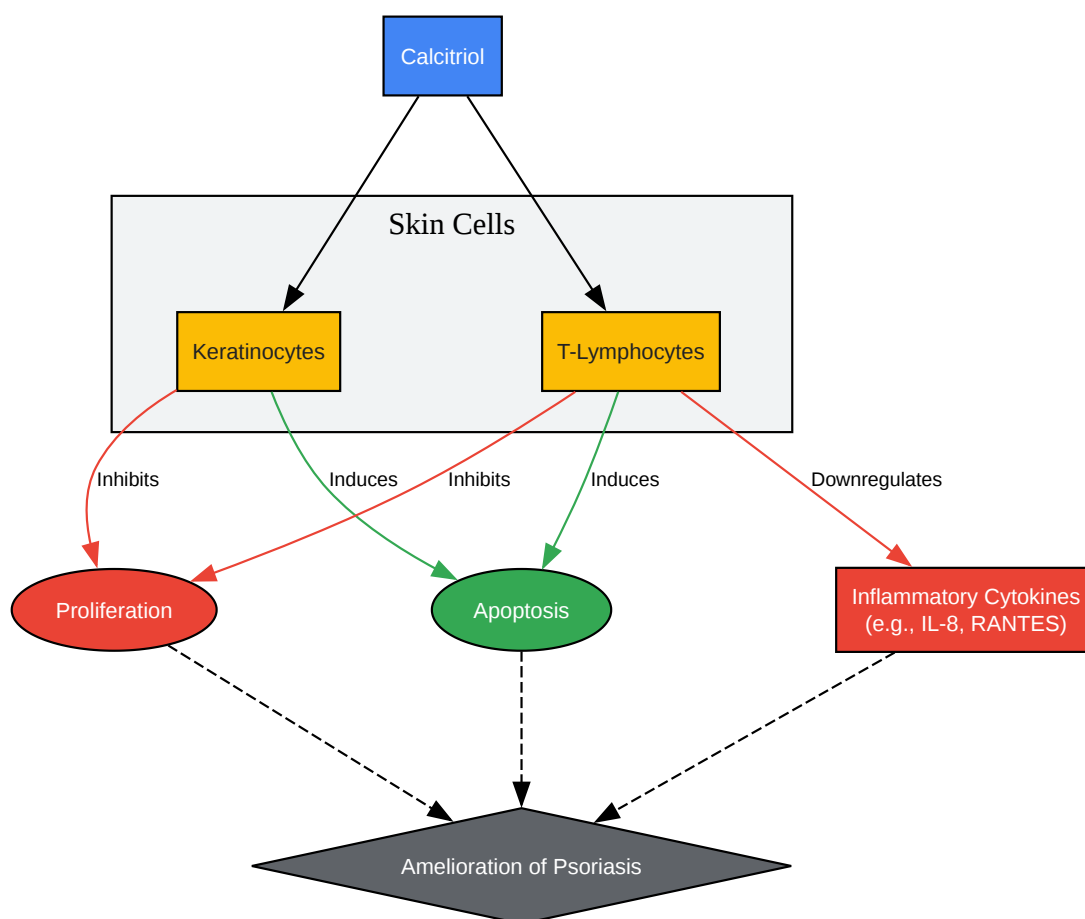 Calcitriol
Skin Cells
Keratinocytes
T-Lymphocytes
Inhibits
Induces
Inhibits
Induces
Downregulates
Proliferation
Apoptosis
Inflammatory Cytokines
(e.g., IL-8, RANTES)
Amelioration of Psoriasis